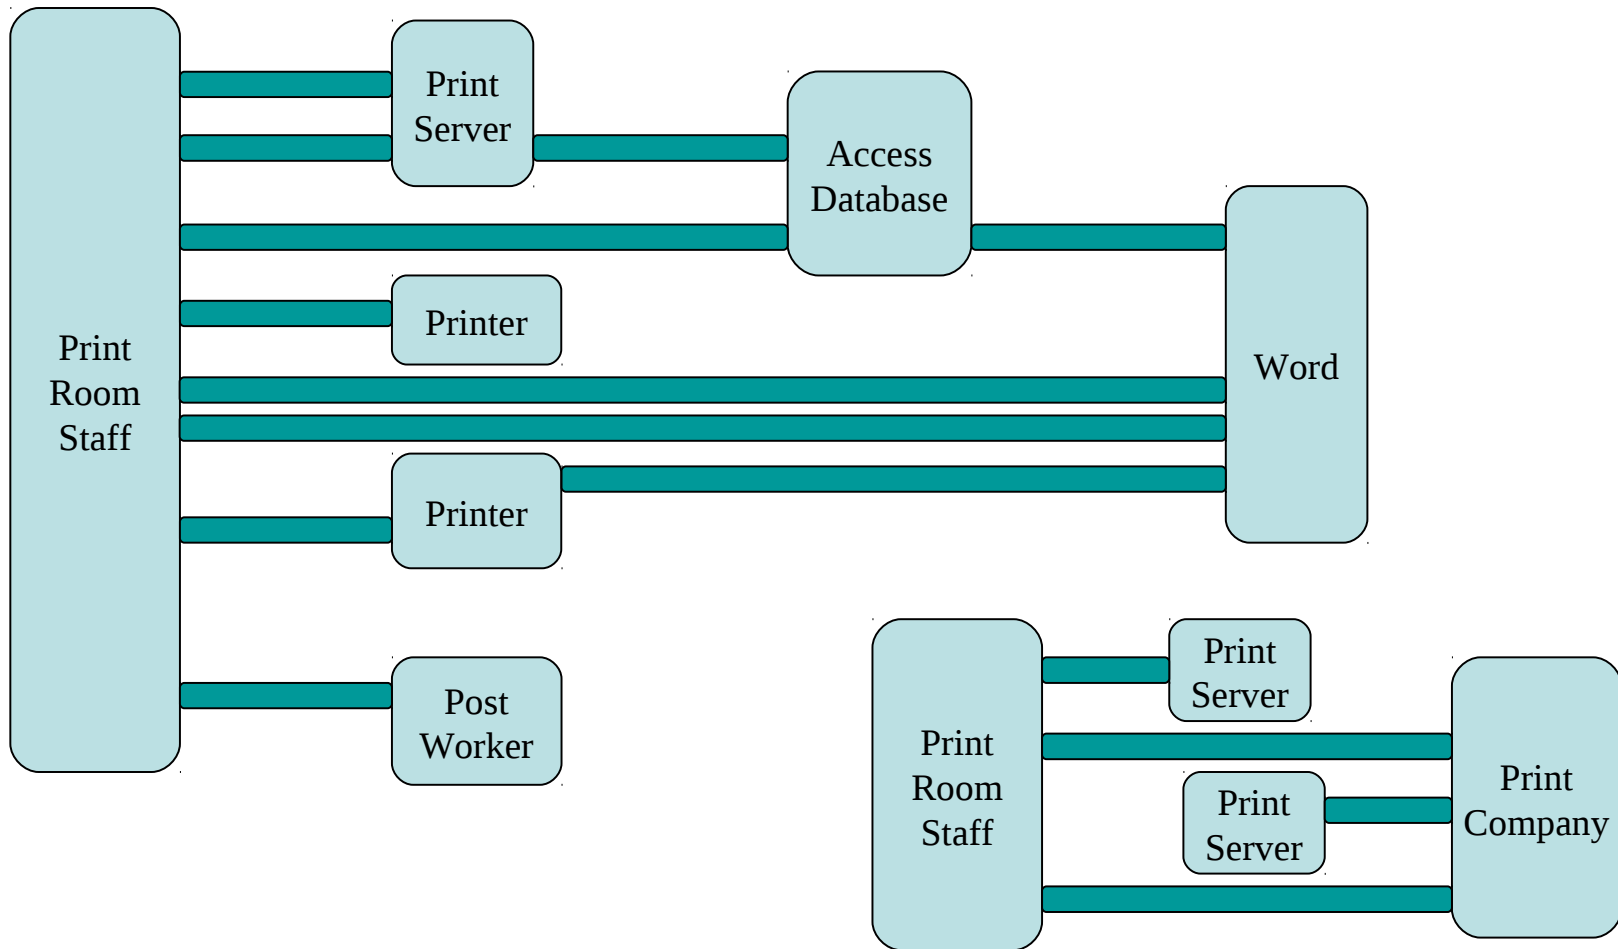 Print
Server
Access
Database
Printer
Print
Room
Staff
Word
Printer
Post
Worker
Print
Server
Print
Room
Staff
Print
Server
Print
Company